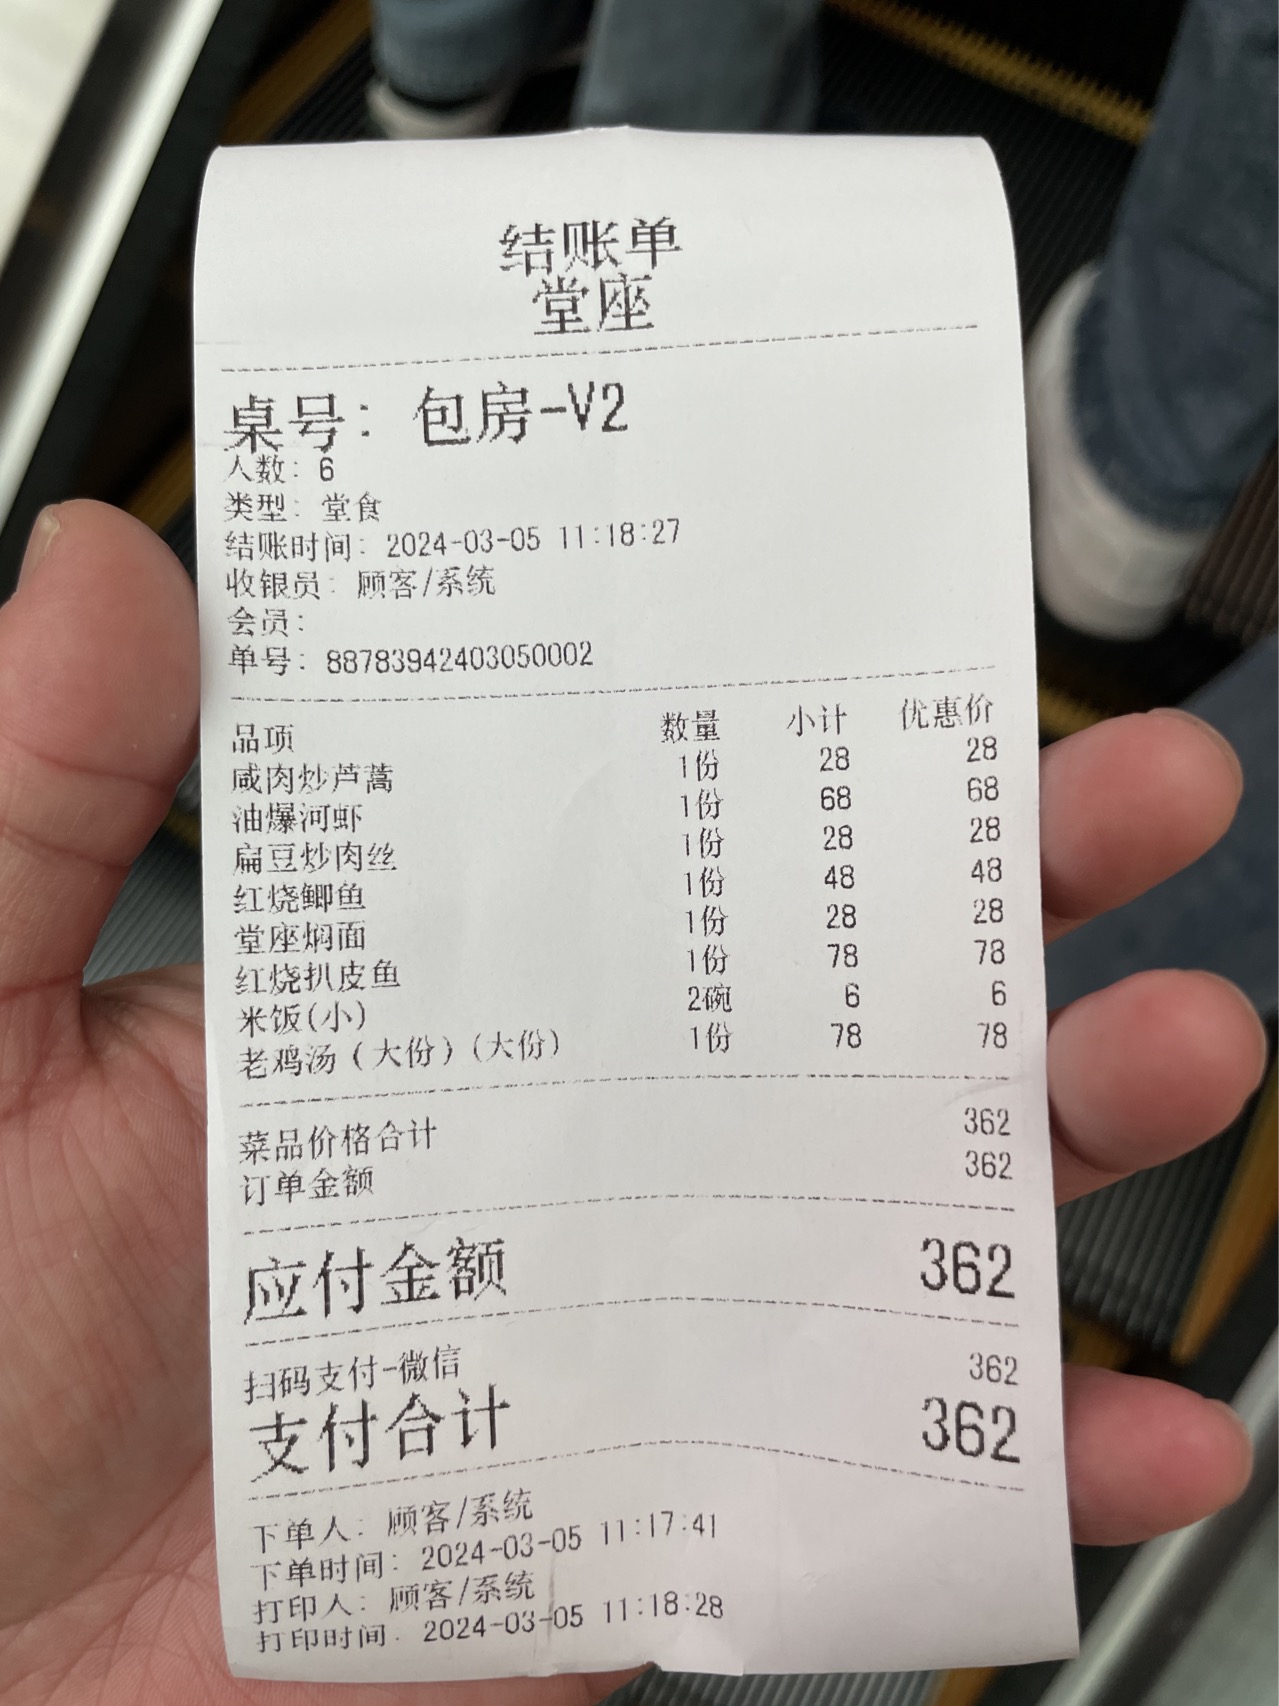 结账单
堂座
桌号: 包房-V2
人数: 6
类型: 堂食
结账时间: 2024-03-05 11:18:27
收银员: 顾客/系统
会员:
单号: 88783942403050002
品项 数量 小计 优惠价
咸肉炒芦蒿 1份 28 28
油爆河虾 1份 68 68
扁豆炒肉丝 1份 28 28
红烧鲫鱼 1份 48 48
堂座焖面 1份 28 28
红烧扒皮鱼 1份 78 78
米饭(小) 2碗 6 6
老鸡汤(大份)(大份) 1份 78 78
菜品价格合计 362
订单金额 362
应付金额 362
扫码支付-微信 362
支付合计 362
下单人: 顾客/系统
下单时间: 2024-03-05 11:17:41
打印人: 顾客/系统
打印时间: 2024-03-05 11:18:28